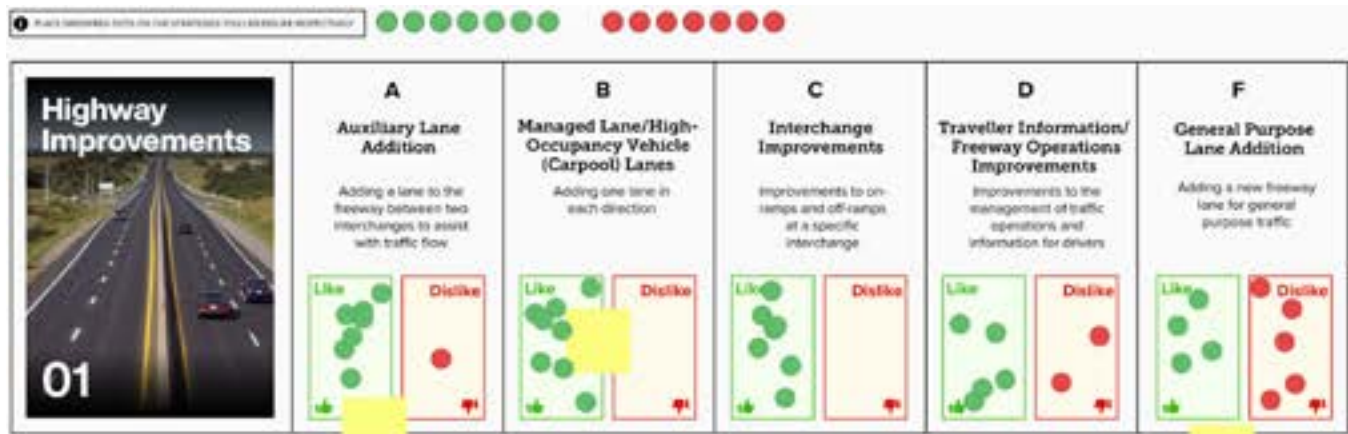 PLACE
Highway
Improvements
01
A
Auxiliary Lane
Addition
Adding a lane to the
freeway between two
interchanges to assist
with traffic flow
Like
Dislike
B
Managed Lane/High-
Occupancy Vehicle
(Carpool) Lanes
Adding one lane in
each direction
Like
Dislike
C
Interchange
Improvements
Improvements to on-
ramps and off-ramps
at a specific
interchange
Like
Dislike
D
Traveller Information/
Freeway Operations
Improvements
Improvements to the
management of traffic
operations and
information for drivers
Like
Dislike
F
General Purpose
Lane Addition
Adding a new freeway
lane for general
purpose traffic
Like
Dislike